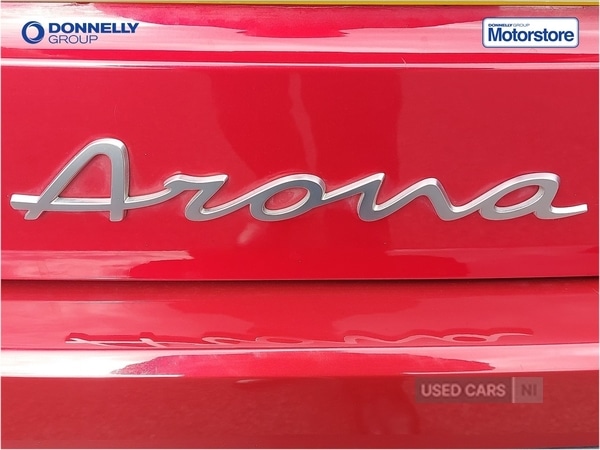 DONNELLY
GROUP
DONNELLY GROUP
Motorstore
Arona
USED CARS NI